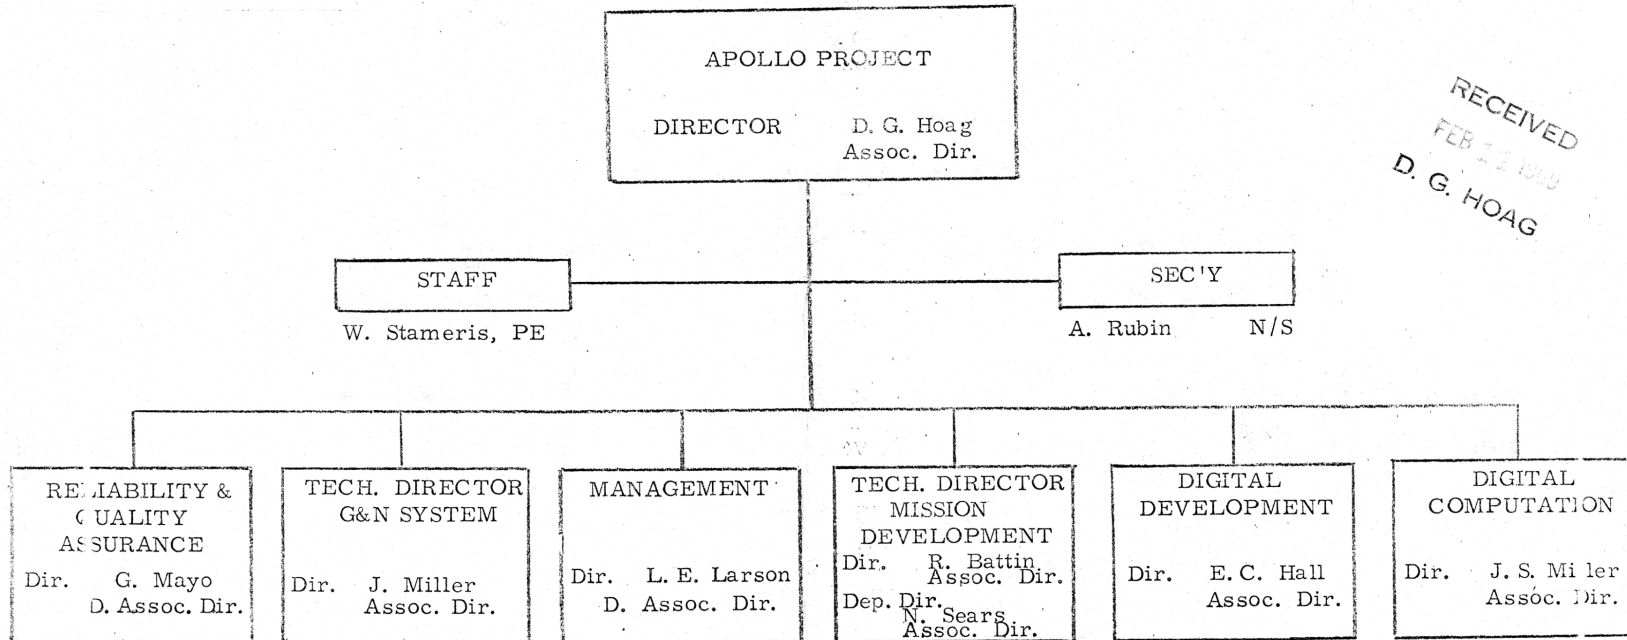 APOLLO PROJECT
DIRECTOR D. G. Hoag
Assoc. Dir.
RECEIVED
FEB
D. G. HOAG
STAFF
W. Stameris, PE
SEC'Y
A. Rubin N/S
RELIABILITY &
QUALITY
ASSURANCE
Dir. G. Mayo
D. Assoc. Dir.
TECH. DIRECTOR
G&N SYSTEM
Dir. J. Miller
Assoc. Dir.
MANAGEMENT
Dir. L. E. Larson
D. Assoc. Dir.
TECH. DIRECTOR
MISSION
DEVELOPMENT
Dir. R. Battin
Assoc. Dir.
Dep. Dir.
N. Sears
Assoc. Dir.
DIGITAL
DEVELOPMENT
Dir. E. C. Hall
Assoc. Dir.
DIGITAL
COMPUTATION
Dir. J. S. Miller
Assoc. Dir.